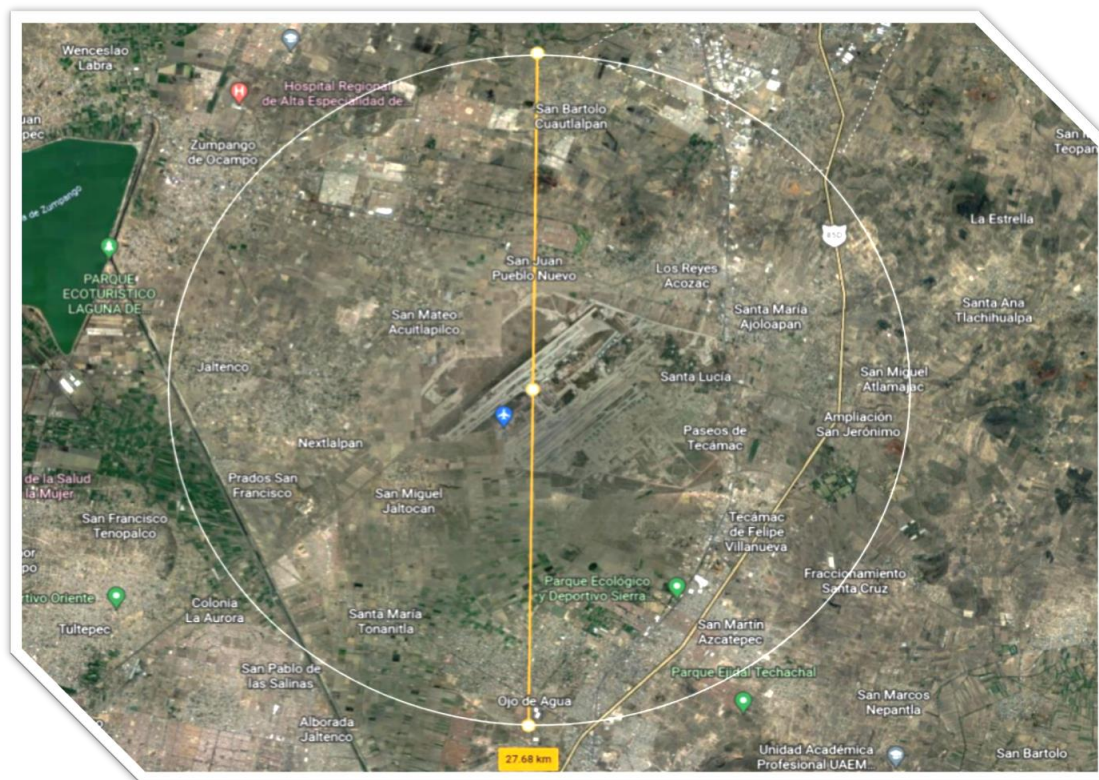 Wenceslao
Labra
Hospital Regional
de Alta Especialidad de
San Bartolo
Cuautlalpan
Zumpango
de Ocampo
Teopan
a de Zumpango
La Estrella
450
PARQUE
ECOTURÍSTICO
LAGUNA DE
San Juan
Pueblo Nuevo
Los Reyes
Acozac
Santa Ana
Tlachihualpa
San Mateo
Acuitlapilco
Santa María
Ajoloapan
Jaltenco
Santa Lucía
San Miguel
Atlamajac
Ampliación
San Jerónimo
Nextlalpan
Paseos de
Tecámac
de la Salud
la Mujer
Prados San
Francisco
San Miguel
Jaltocan
San Francisco
Tenopalco
Tecámac
de Felipe
Villanueva
Parque Ecológico
y Deportivo Sierra
Fraccionamiento
Santa Cruz
rtivo Oriente
Colonia
La Aurora
Santa María
Tonanitla
Tultepec
San Martín
Azcatepec
San Pablo de
las Salinas
Parque Ejidal Techachal
Ojo de Agua
San Marcos
Nepantla
Alborada
Jaltenco
27.68 km
Unidad Académica
Profesional UAEM...
San Bartolo